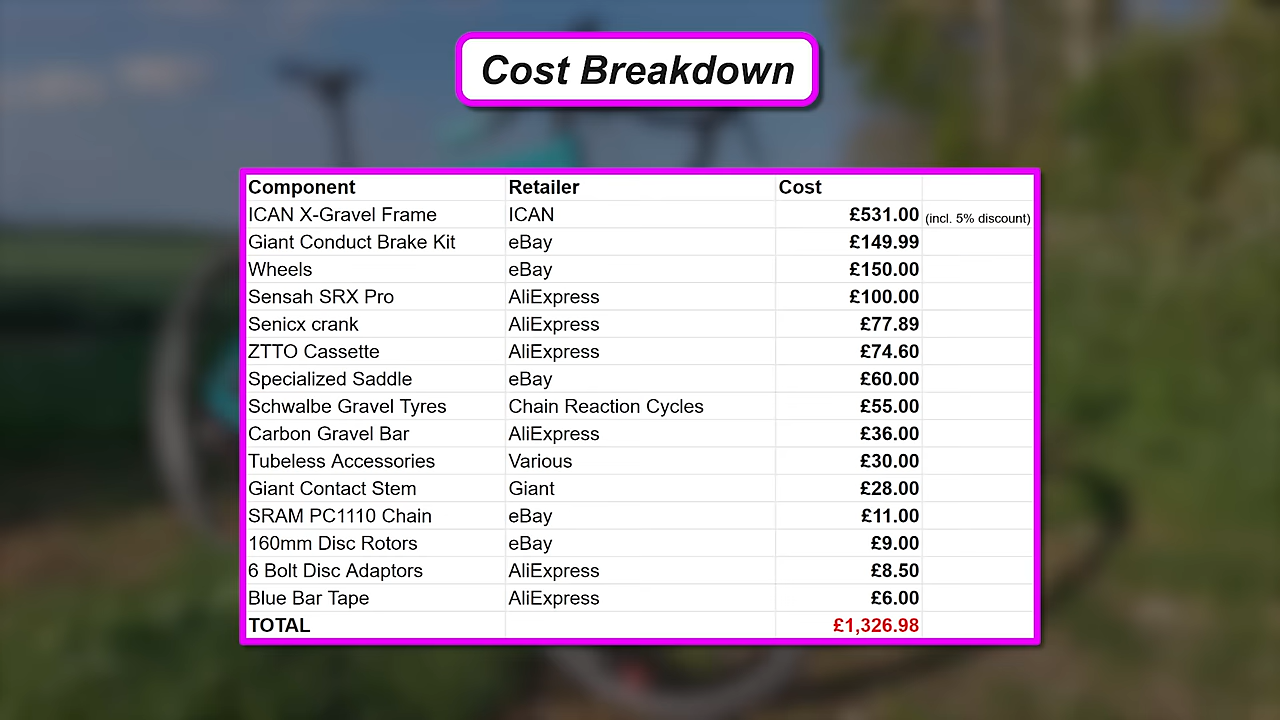 Cost Breakdown
Component Retailer Cost
ICAN X-Gravel Frame ICAN £531.00 (incl. 5% discount)
Giant Conduct Brake Kit eBay £149.99
Wheels eBay £150.00
Sensah SRX Pro AliExpress £100.00
Senicx crank AliExpress £77.89
ZTTO Cassette AliExpress £74.60
Specialized Saddle eBay £60.00
Schwalbe Gravel Tyres Chain Reaction Cycles £55.00
Carbon Gravel Bar AliExpress £36.00
Tubeless Accessories Various £30.00
Giant Contact Stem Giant £28.00
SRAM PC1110 Chain eBay £11.00
160mm Disc Rotors eBay £9.00
6 Bolt Disc Adaptors AliExpress £8.50
Blue Bar Tape AliExpress £6.00
TOTAL £1,326.98